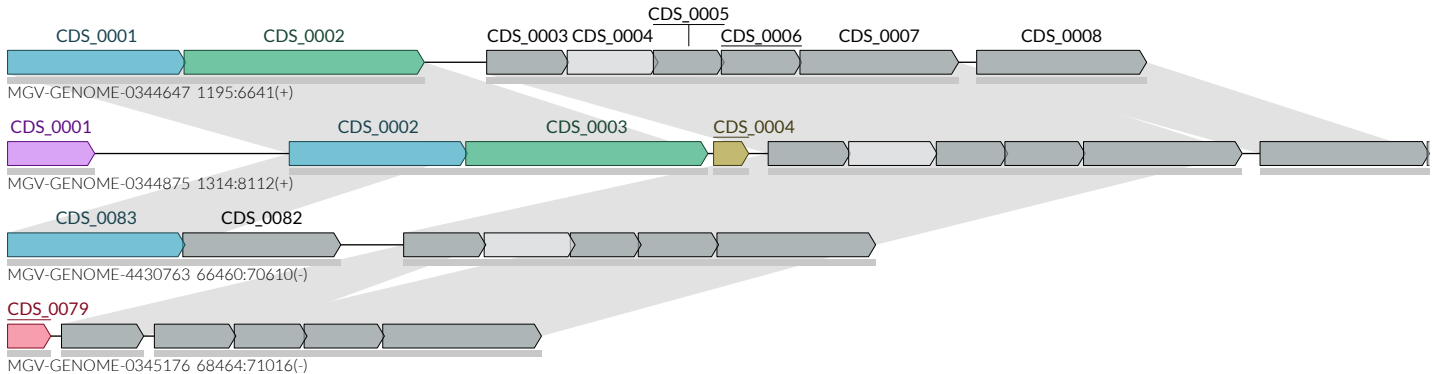 CDS_0005
CDS_0001 CDS_0002 CDS_0003 CDS_0004 CDS_0006 CDS_0007 CDS_0008
MGV-GENOME-0344647 1195:6641(+)
CDS_0001 CDS_0002 CDS_0003 CDS_0004
MGV-GENOME-0344875 1314:8112(+)
CDS_0083 CDS_0082
MGV-GENOME-4430763 66460:70610(-)
CDS_0079
MGV-GENOME-0345176 68464:71016(-)